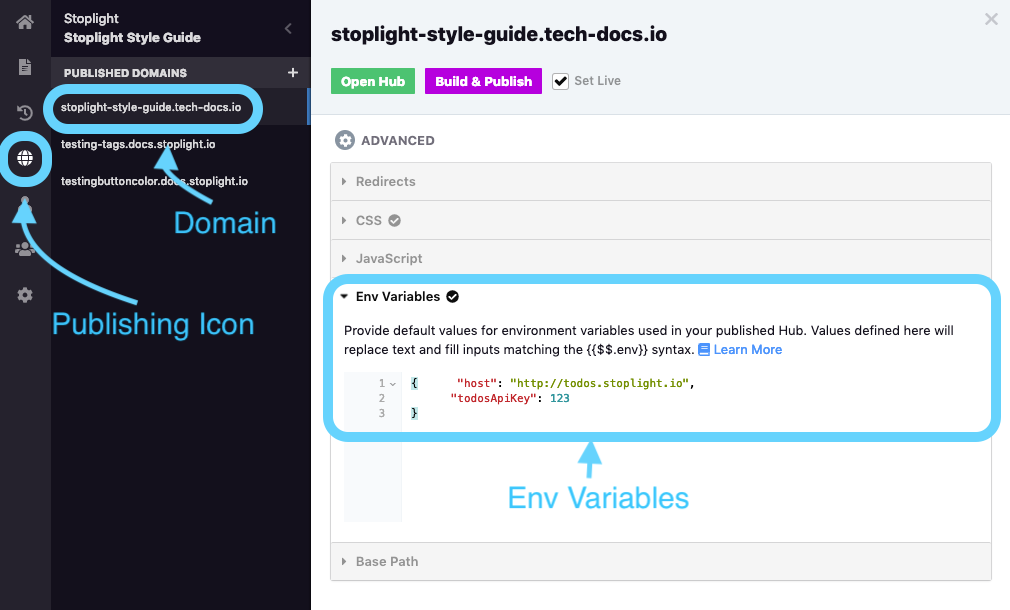 Stoplight
Stoplight Style Guide
PUBLISHED DOMAINS +
stoplight-style-guide.tech-docs.io
testing-tags.docs.stoplight.io
testingbuttoncolor.docs.stoplight.io
Domain
Publishing Icon
stoplight-style-guide.tech-docs.io
Open Hub Build & Publish Set Live
ADVANCED
Redirects
CSS
JavaScript
Env Variables
Provide default values for environment variables used in your published Hub. Values defined here will
replace text and fill inputs matching the {{$$.env}} syntax. Learn More
1 { "host": "http://todos.stoplight.io",
2 "todosApiKey": 123
3 }
Env Variables
Base Path